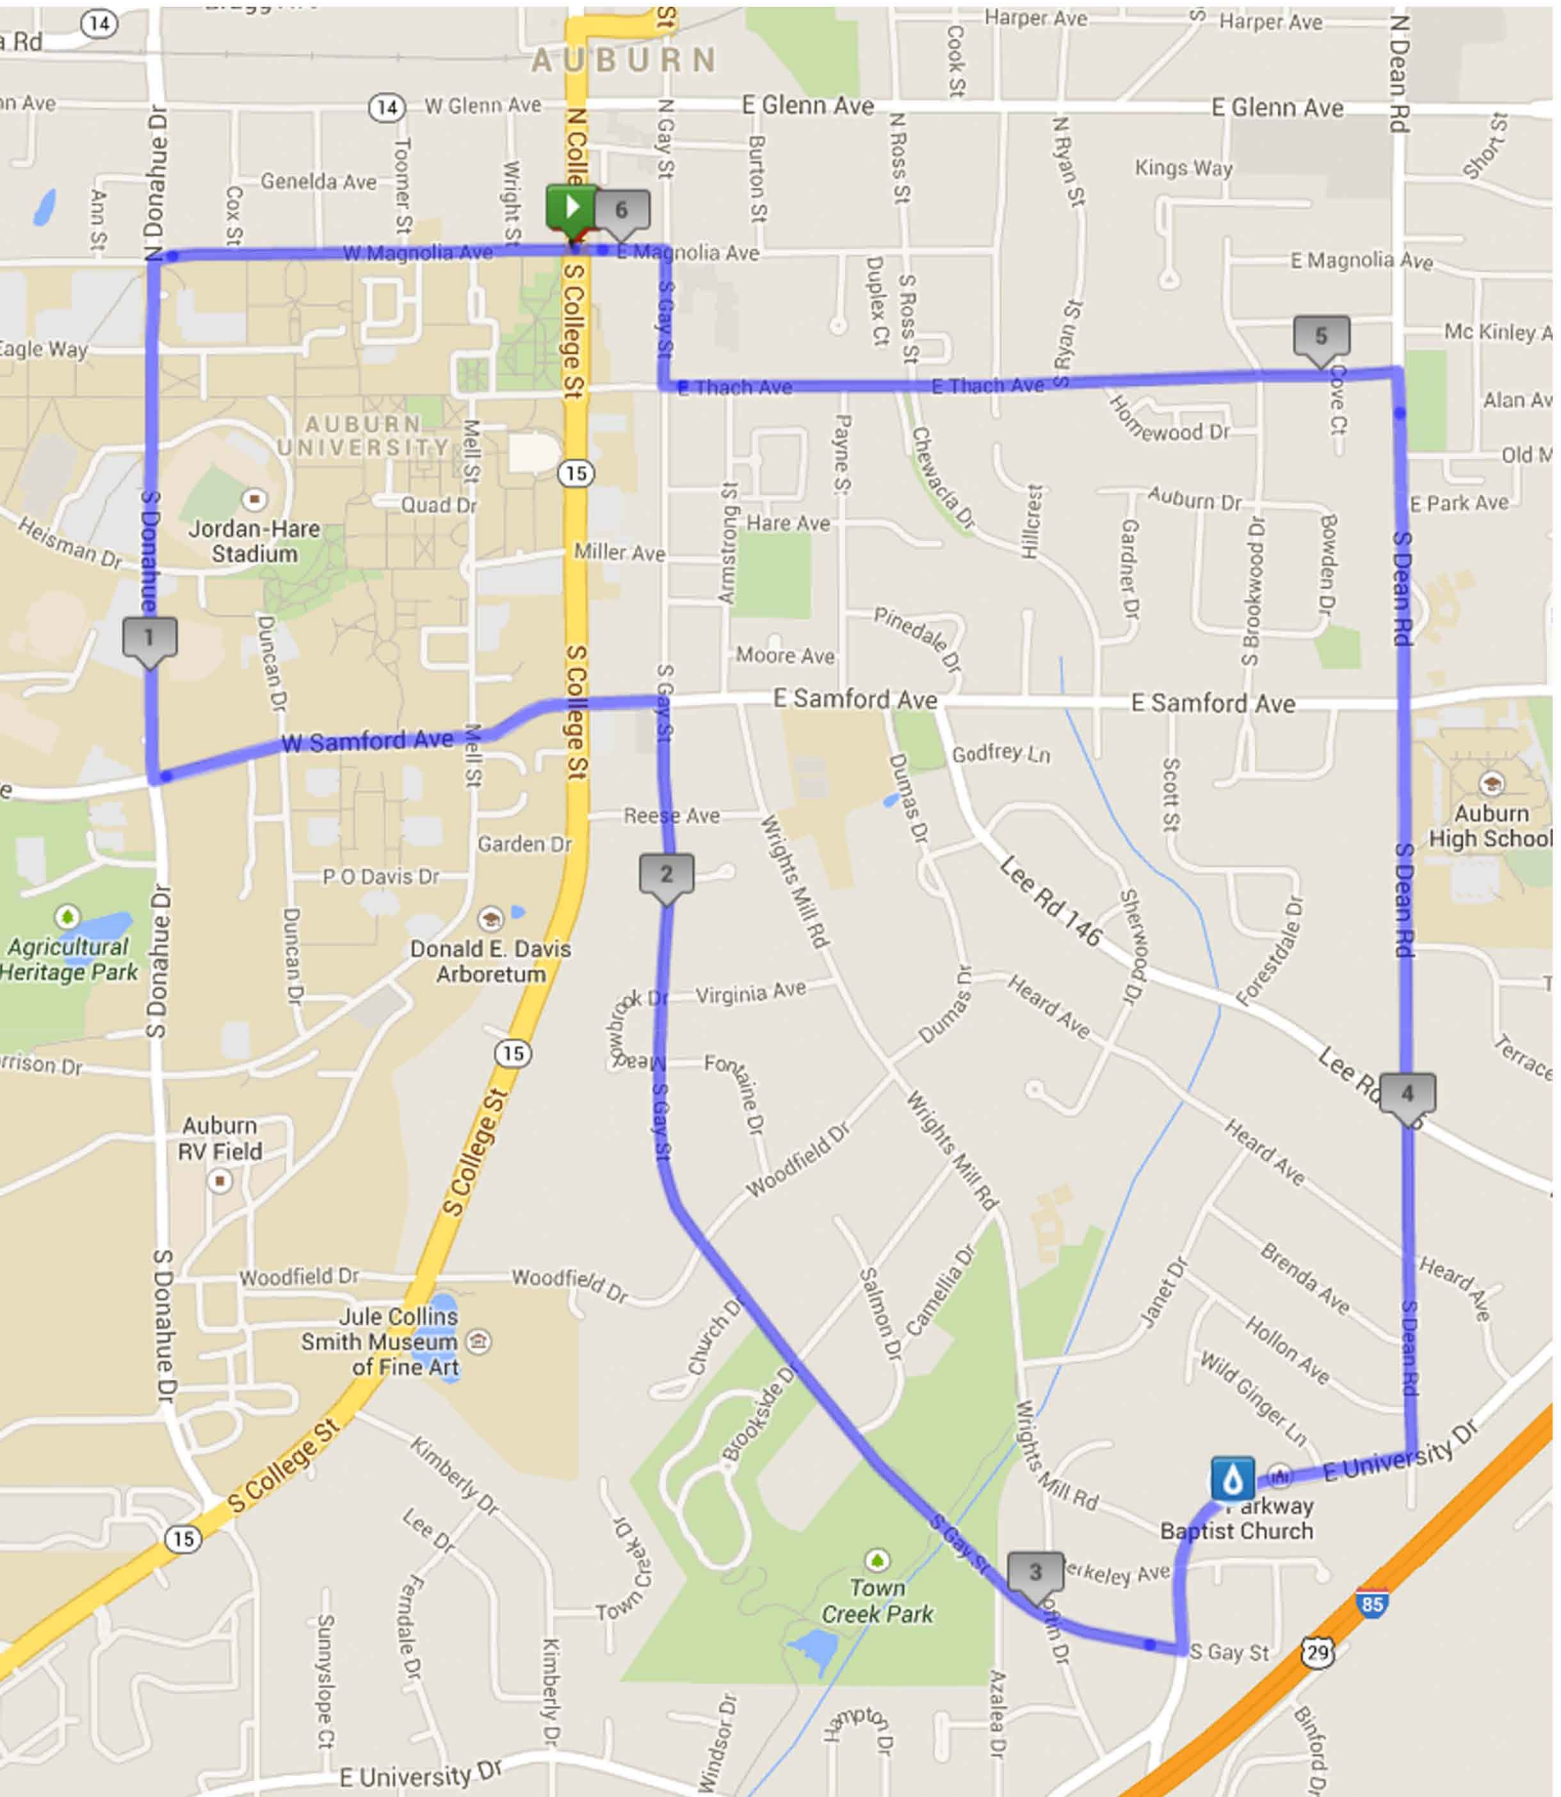 14
a Rd
AUBURN
St
Harper Ave
Harper Ave
Cook St
N Dean Rd
nn Ave
14
W Glenn Ave
E Glenn Ave
E Glenn Ave
N Donahue Dr
Toomer St
Wright St
N Colle
N Gay St
Burton St
N Ross St
N Ryan St
Kings Way
Short St
Genelda Ave
Ann St
Cox St
6
W Magnolia Ave
E Magnolia Ave
E Magnolia Ave
S College St
S Gay St
Duplex Ct
S Ross St
S Ryan St
5
Mc Kinley A
Eagle Way
E Thach Ave
E Thach Ave
Cove Ct
Alan Av
AUBURN
UNIVERSITY
Mell St
Payne St
Homewood Dr
Chewacla Dr
Old M
15
Quad Dr
S Donahue
Jordan-Hare
Stadium
Heisman Dr
Armstrong St
Hare Ave
Hillcrest
Auburn Dr
E Park Ave
Gardner Dr
S Brookwood Dr
Bowden Dr
S Dean Rd
Miller Ave
1
Duncan Dr
Pinedale Dr
Moore Ave
S College St
S Gay St
E Samford Ave
E Samford Ave
W Samford Ave
Mell St
Godfrey Ln
Dumas Dr
Scott St
Auburn
High School
Reese Ave
Wrights Mill Rd
Garden Dr
P O Davis Dr
2
Lee Rd 146
Sherwood Dr
Forestdale Dr
S Dean Rd
Agricultural
Heritage Park
S Donahue Dr
Duncan Dr
Donald E. Davis
Arboretum
Virginia Ave
Dumas Dr
Heard Ave
15
rrison Dr
Fontaine Dr
S Gay St
Terrace
Lee Rd
4
Auburn
RV Field
S College St
Woodfield Dr
Wrights Mill Rd
Heard Ave
S Donahue Dr
Woodfield Dr
Woodfield Dr
Church Dr
Salmon Dr
Camellia Dr
Janet Dr
Brenda Ave
Heard Ave
S Dean Rd
Jule Collins
Smith Museum
of Fine Art
Hollon Ave
Wild Ginger Ln
Brookside D
S College St
Kimberly Dr
Wrights Mill Rd
E University Dr
15
Lee Dr
Town Creek Dr
S Gay St
Parkway
Baptist Church
3
erkeley Ave
Town
Creek Park
85
Ferndale Dr
Sunnyslope Ct
Kimberly Dr
S Gay St
29
Azalea Dr
Windsor Dr
Hampton Dr
Binford Dr
E University Dr